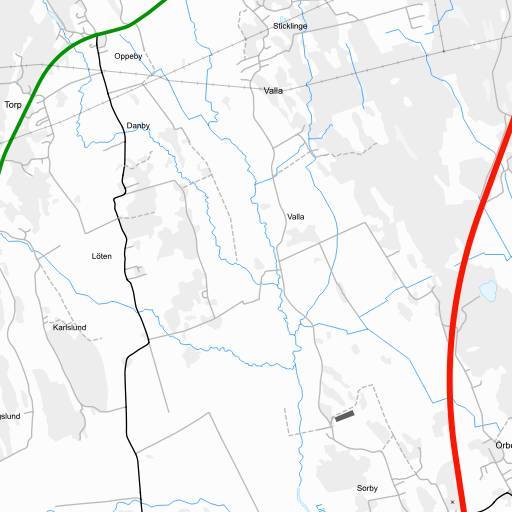 Sticklinge
Oppeby
Valla
Torp
Danby
Valla
Löten
Karlslund
Sorby